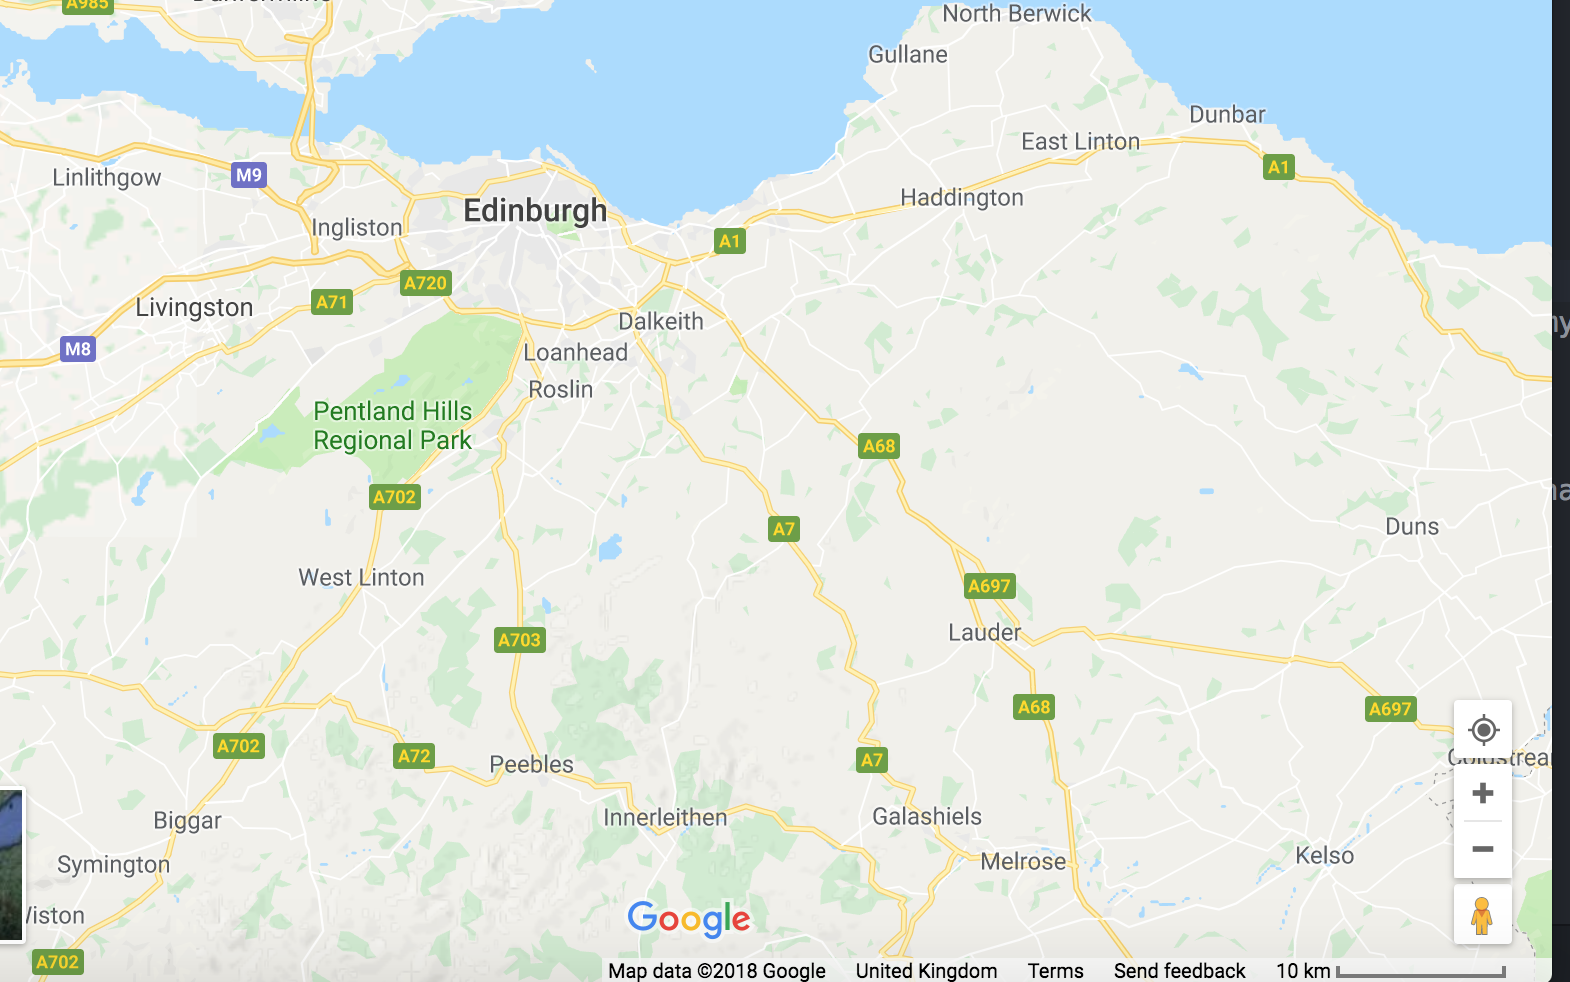 A985
North Berwick
Gullane
Dunbar
East Linton
A1
Linlithgow
M9
Haddington
Edinburgh
Ingliston
A1
A720
A71
Livingston
Dalkeith
M8
Loanhead
Roslin
Pentland Hills
Regional Park
A68
A702
A7
Duns
West Linton
A697
Lauder
A703
A68
A697
A702
A72
A7
Peebles
Biggar
Innerleithen
Galashiels
Symington
Melrose
Kelso
A702
Google
Map data ©2018 Google United Kingdom Terms Send feedback 10 km